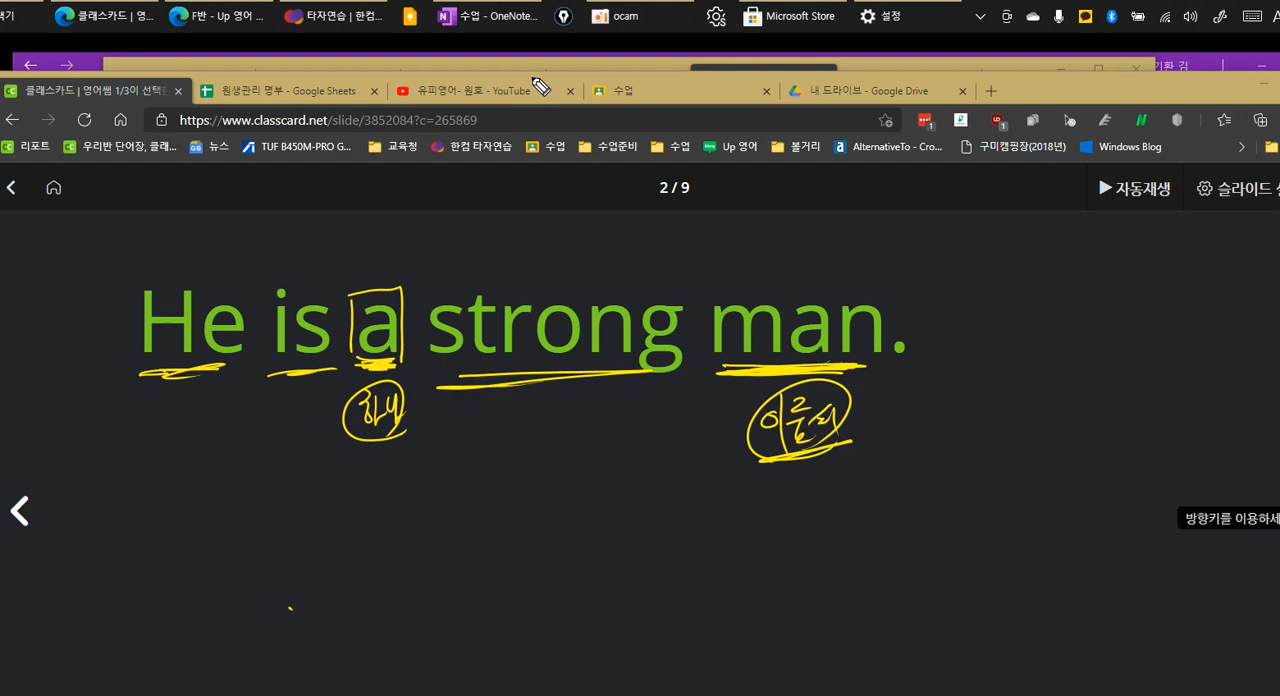 클래스카드 | 영... F반 - Up 영어 ... 타자연습 | 한컴... 수업 - OneNote... ocam Microsoft Store 설정
기환 김
클래스카드 | 영어쌤 1/3이 선택한 원생관리 명부 - Google Sheets 유피영어- 원호 - YouTube 수업 내 드라이브 - Google Drive
https://www.classcard.net/slide/3852084?c=265869
리포트 우리반 단어장, 클래... 뉴스 TUF B450M-PRO G... 교육청 한컴 타자연습 수업 수업준비 수업 Up 영어 볼거리 AlternativeTo - Cro... 구미캠핑장(2018년) Windows Blog
2 / 9 자동재생 슬라이드
He is a strong man.
하나 이름씨
방향키를 이용하세